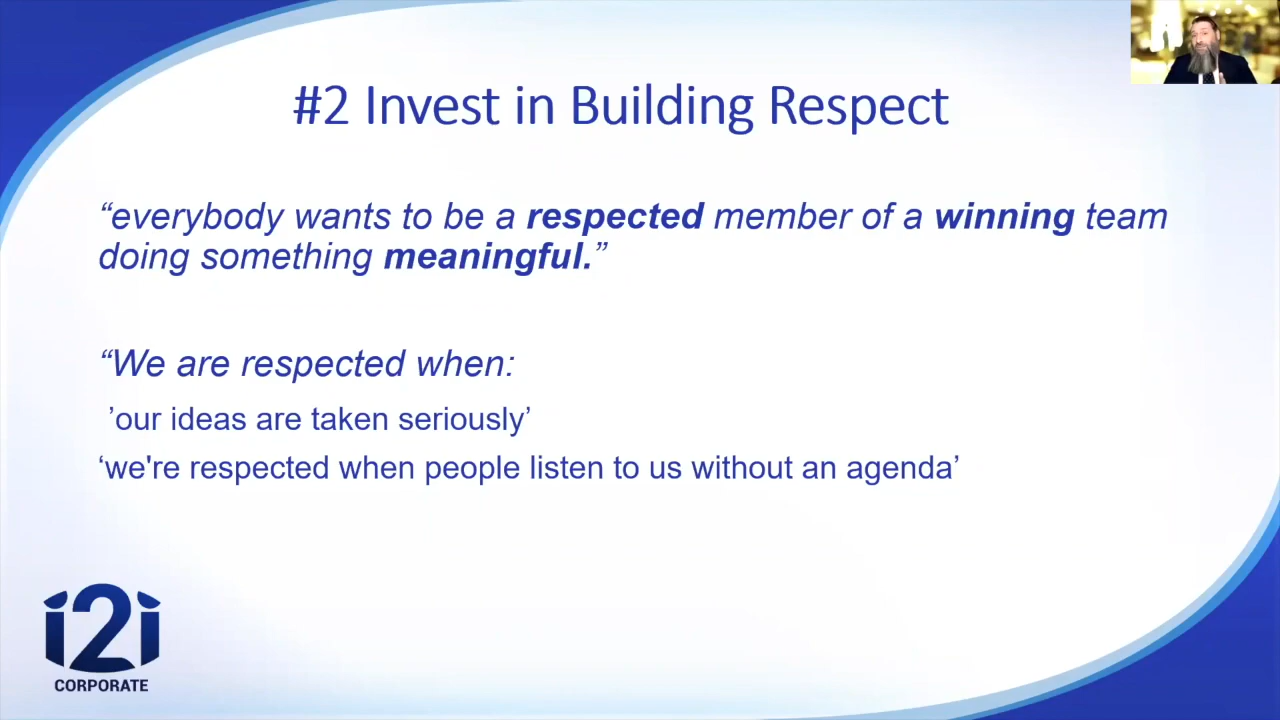 #2 Invest in Building Respect
“everybody wants to be a respected member of a winning team
doing something meaningful.”
“We are respected when:
’our ideas are taken seriously’
‘we're respected when people listen to us without an agenda’
i2i
CORPORATE